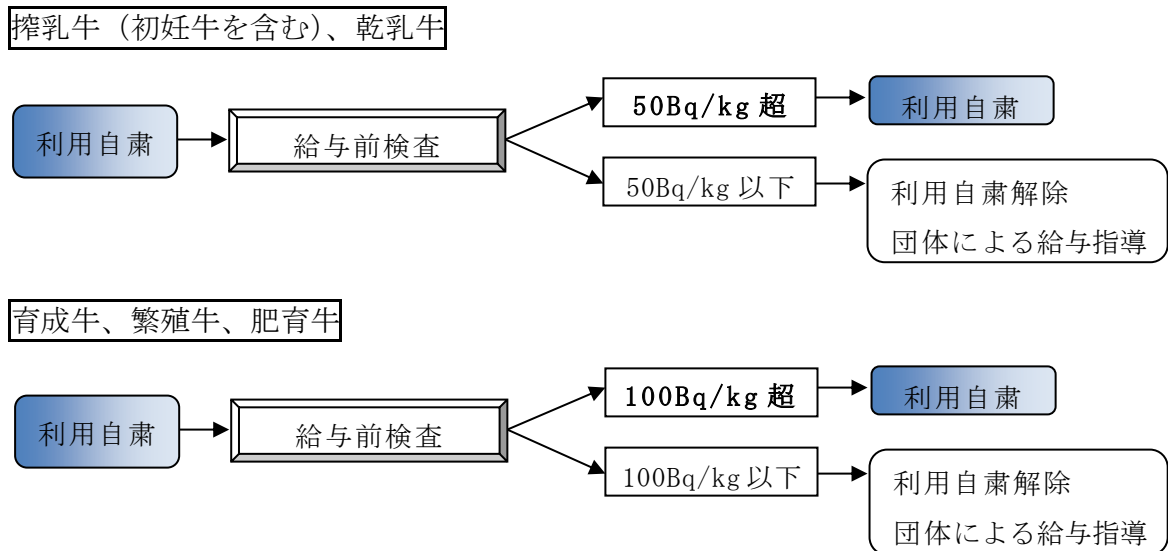 搾乳牛（初妊牛を含む）、乾乳牛
利用自粛
給与前検査
50Bq/kg 超
利用自粛
50Bq/kg 以下
利用自粛解除
団体による給与指導
育成牛、繁殖牛、肥育牛
利用自粛
給与前検査
100Bq/kg 超
利用自粛
100Bq/kg 以下
利用自粛解除
団体による給与指導